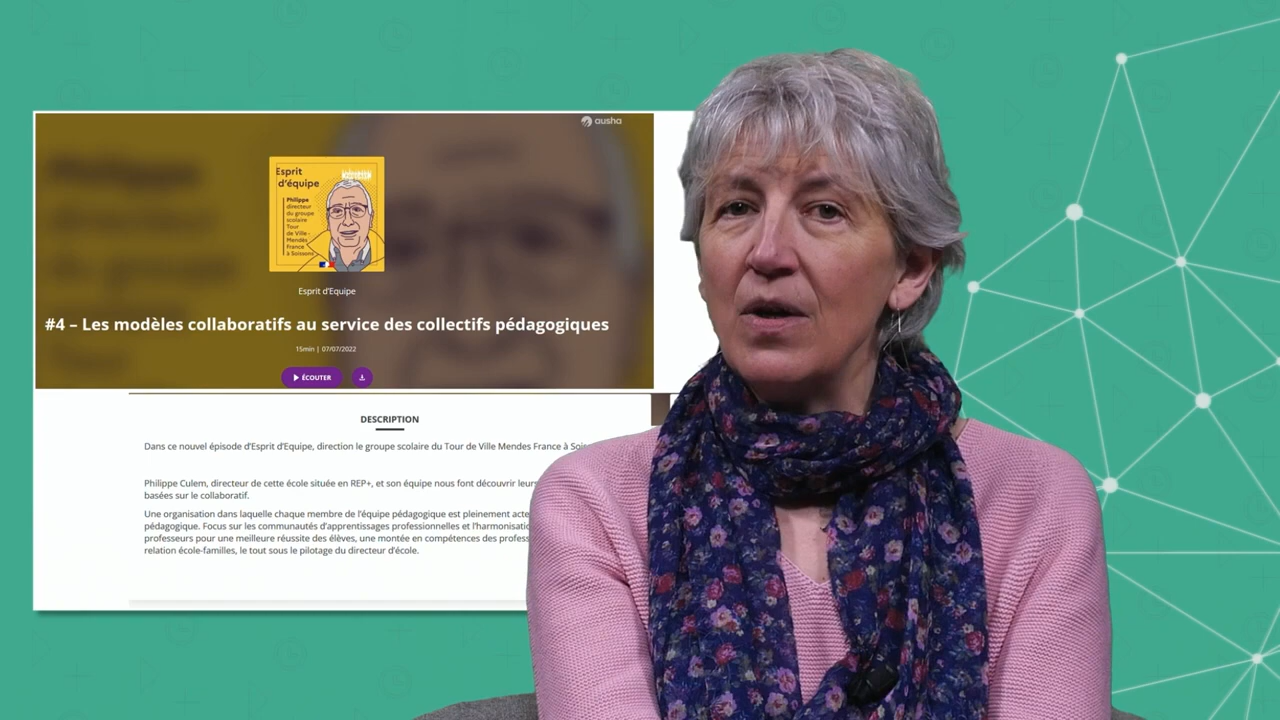 ausha
Esprit
d'équipe
Philippe
directeur
du groupe
scolaire
Tour
de Ville-
Mendès
France
à Soissons
Esprit d'Equipe
#4 – Les modèles collaboratifs au service des collectifs pédagogiques
15min | 07/07/2022
ÉCOUTER
DESCRIPTION
Dans ce nouvel épisode d'Esprit d'Equipe, direction le groupe scolaire du Tour de Ville Mendes France à
Philippe Culem, directeur de cette école située en REP+, et son équipe nous font découvrir
basées sur le collaboratif.
Une organisation dans laquelle chaque membre de l'équipe pédagogique est pleinement
pédagogique. Focus sur les communautés d'apprentissages professionnelles et
professeurs pour une meilleure réussite des élèves, une montée en compétences des
relation école-familles, le tout sous le pilotage du directeur d'école.